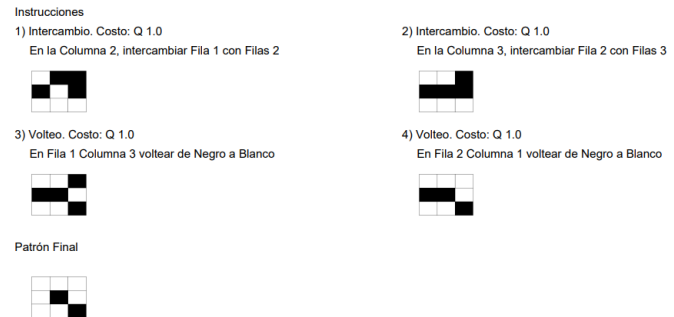 Instrucciones
1) Intercambio. Costo: Q 1.0
En la Columna 2, intercambiar Fila 1 con Filas 2
2) Intercambio. Costo: Q 1.0
En la Columna 3, intercambiar Fila 2 con Filas 3
3) Volteo. Costo: Q 1.0
En Fila 1 Columna 3 voltear de Negro a Blanco
4) Volteo. Costo: Q 1.0
En Fila 2 Columna 1 voltear de Negro a Blanco
Patrón Final